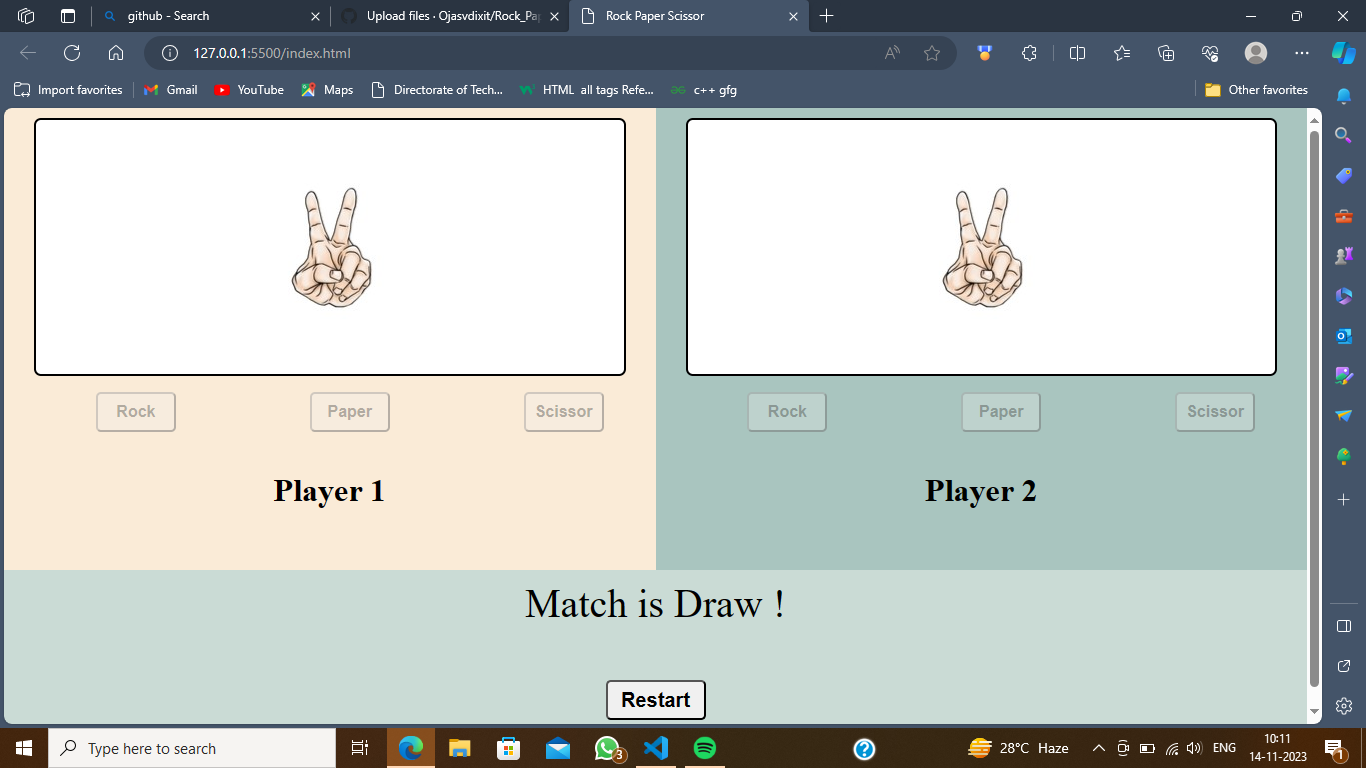 github - Search
Upload files · Ojasvdixit/Rock_Pap
Rock Paper Scissor
127.0.0.1:5500/index.html
Import favorites
Gmail
YouTube
Maps
Directorate of Tech...
HTML all tags Refe...
c++ gfg
Other favorites
Rock
Paper
Scissor
Rock
Paper
Scissor
Player 1
Player 2
Match is Draw !
Restart
Type here to search
3
28°C Haze
ENG
10:11
14-11-2023
1